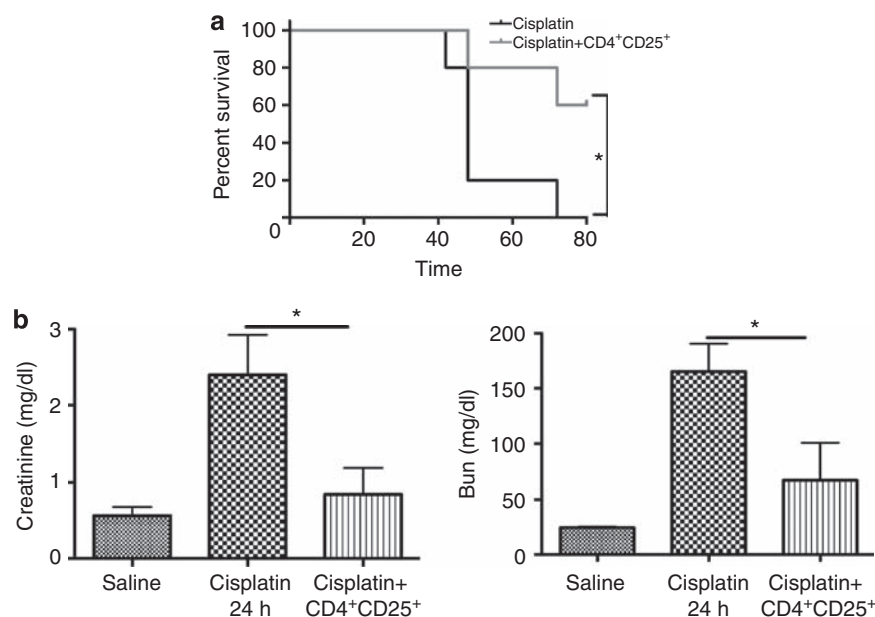 a
Cisplatin
Cisplatin+CD4⁺CD25⁺
Percent survival
100
80
60
40
20
0
20 40 60 80
*
Time
b
Creatinine (mg/dl)
3
2
1
0
*
Saline
Cisplatin
24 h
Cisplatin+
CD4⁺CD25⁺
Bun (mg/dl)
200
150
100
50
0
*
Saline
Cisplatin
24 h
Cisplatin+
CD4⁺CD25⁺